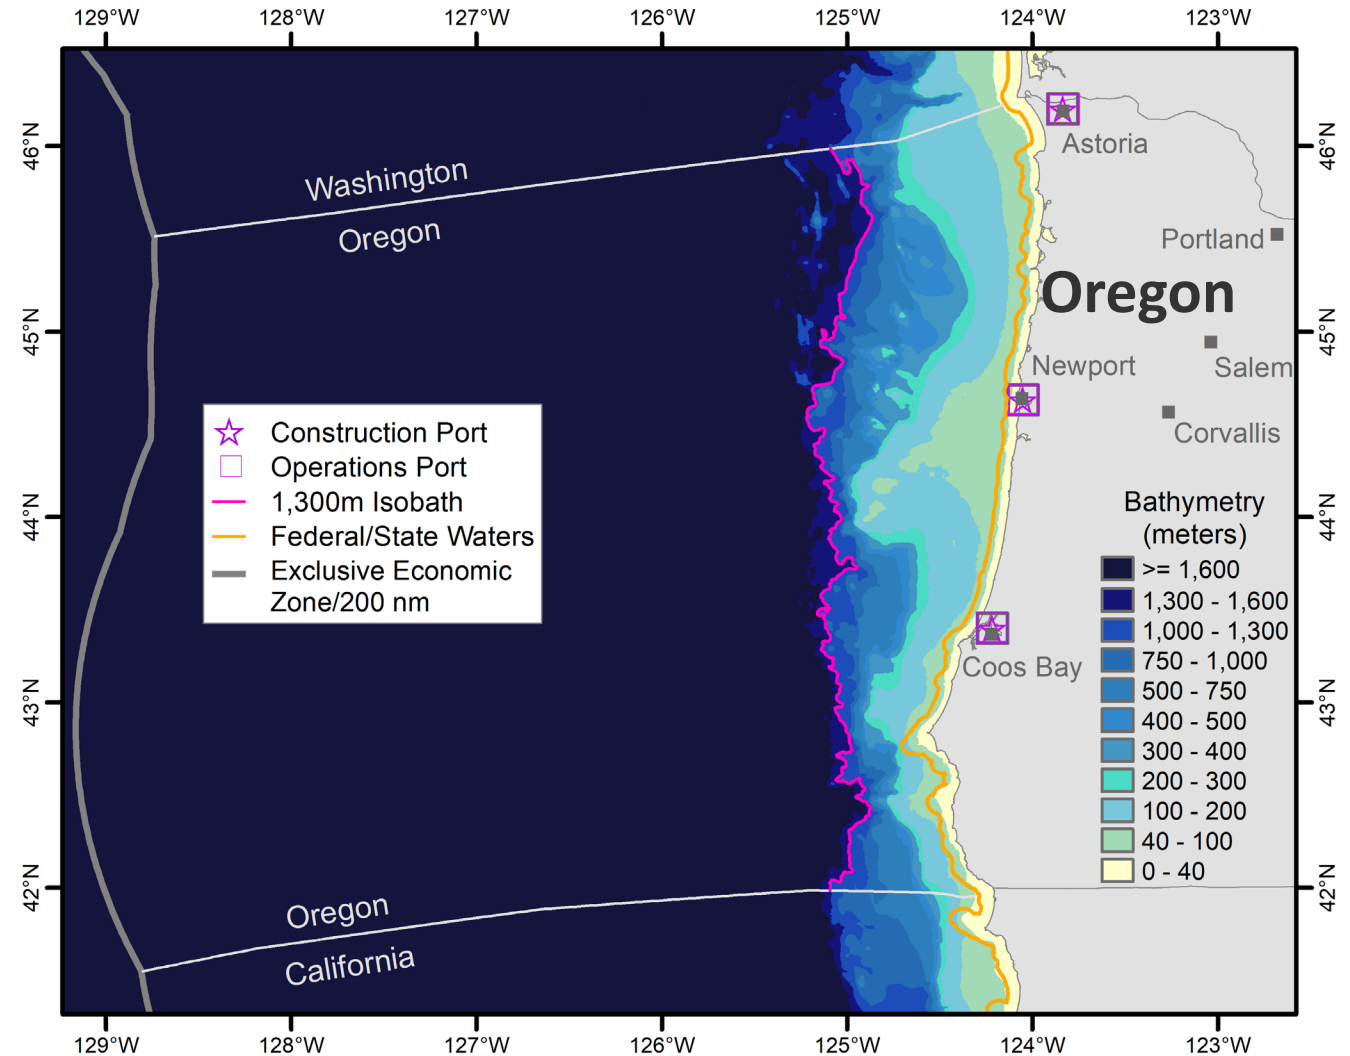 129°W 128°W 127°W 126°W 125°W 124°W 123°W
46°N
46°N
Astoria
Washington
Oregon
Portland
Oregon
45°N
45°N
Newport
Salem
Corvallis
Construction Port
Operations Port
1,300m Isobath
Federal/State Waters
Exclusive Economic
Zone/200 nm
44°N
44°N
Bathymetry
(meters)
>= 1,600
1,300 - 1,600
1,000 - 1,300
750 - 1,000
500 - 750
400 - 500
300 - 400
200 - 300
100 - 200
40 - 100
0 - 40
Coos Bay
43°N
43°N
42°N
42°N
Oregon
California
129°W 128°W 127°W 126°W 125°W 124°W 123°W